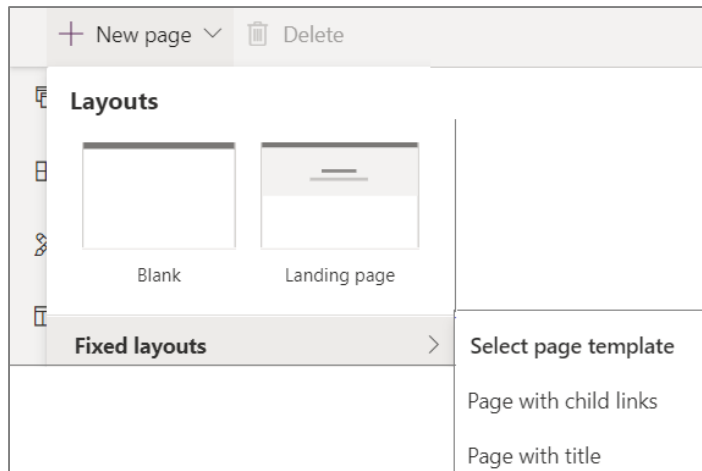 New page Delete
Layouts
Blank Landing page
Fixed layouts Select page template
Page with child links
Page with title